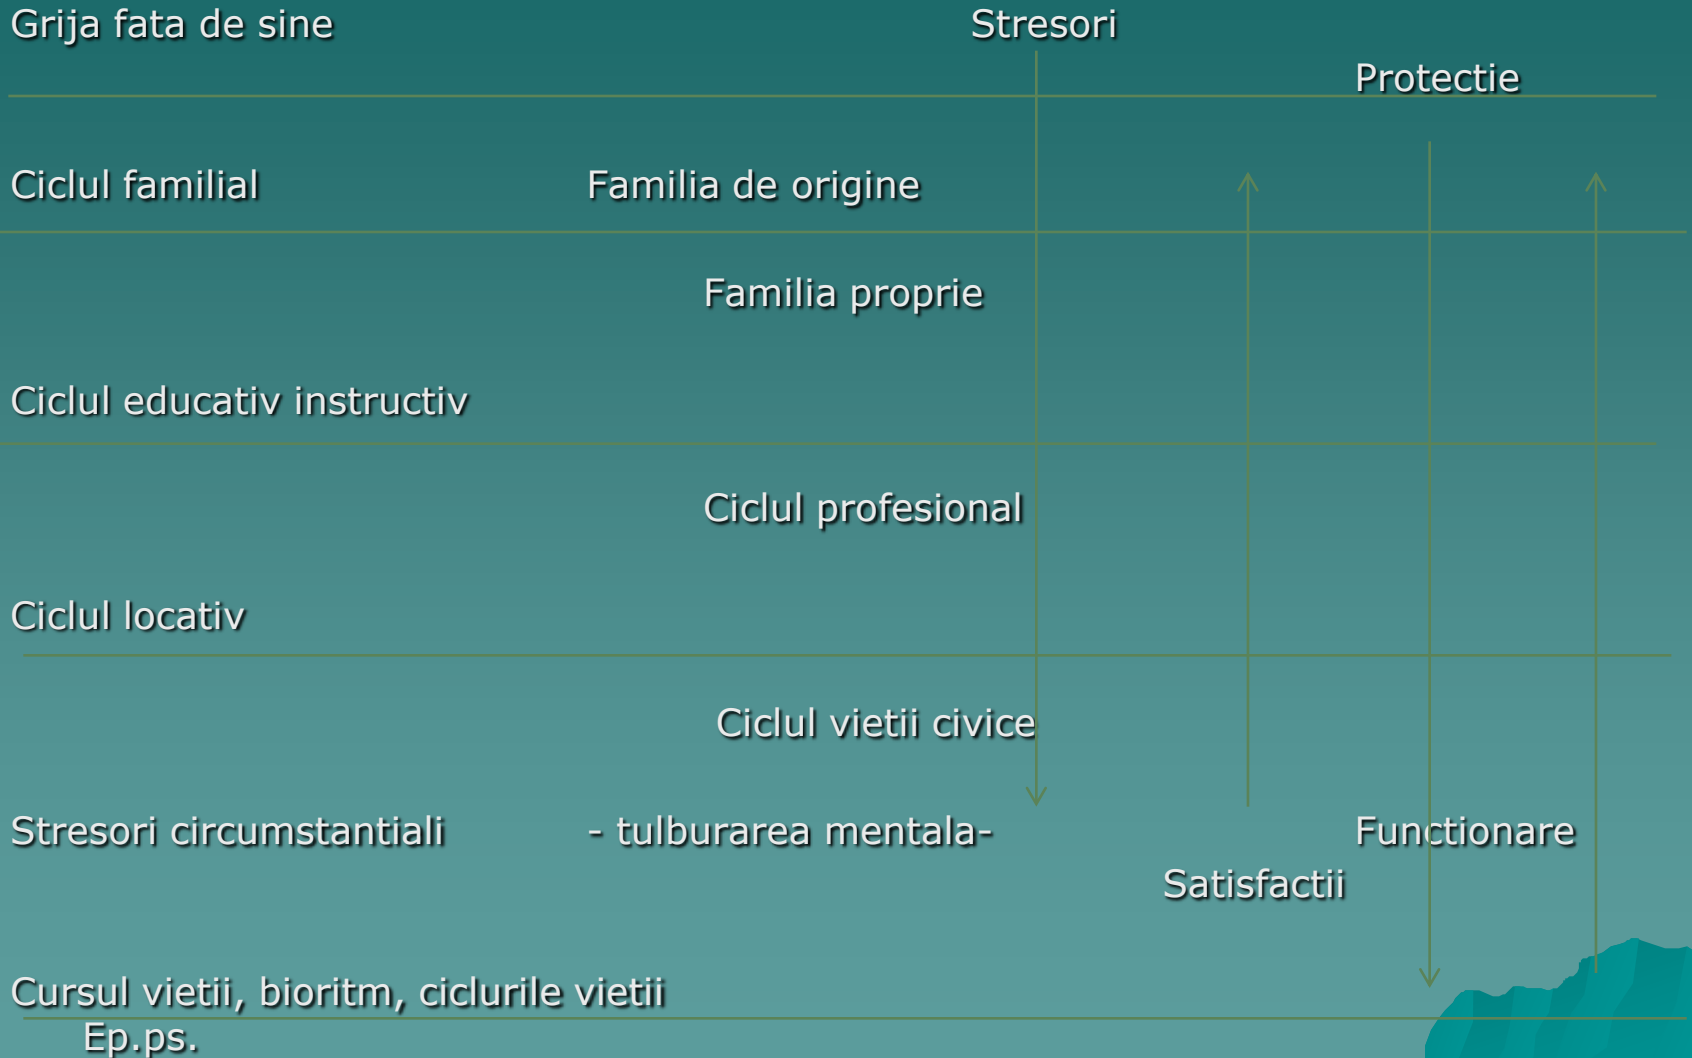 Grija fata de sine Stresori
Protectie
Ciclul familial Familia de origine
Familia proprie
Ciclul educativ instructiv
Ciclul profesional
Ciclul locativ
Ciclul vietii civice
Stresori circumstantiali - tulburarea mentala- Functionare
Satisfactii
Cursul vietii, bioritm, ciclurile vietii
Ep.ps.